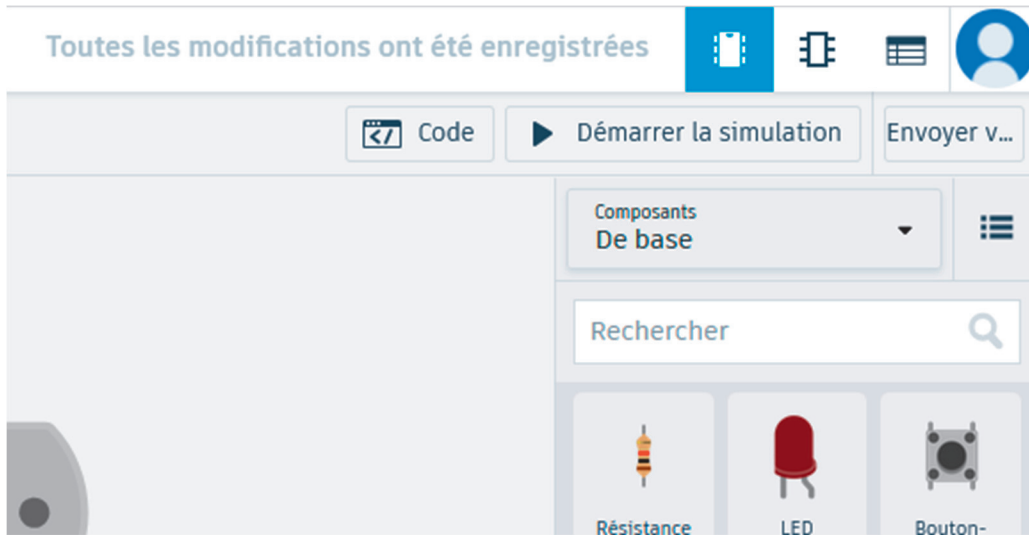 Toutes les modifications ont été enregistrées
Code
Démarrer la simulation
Envoyer v...
Composants
De base
Rechercher
Résistance
LED
Bouton-